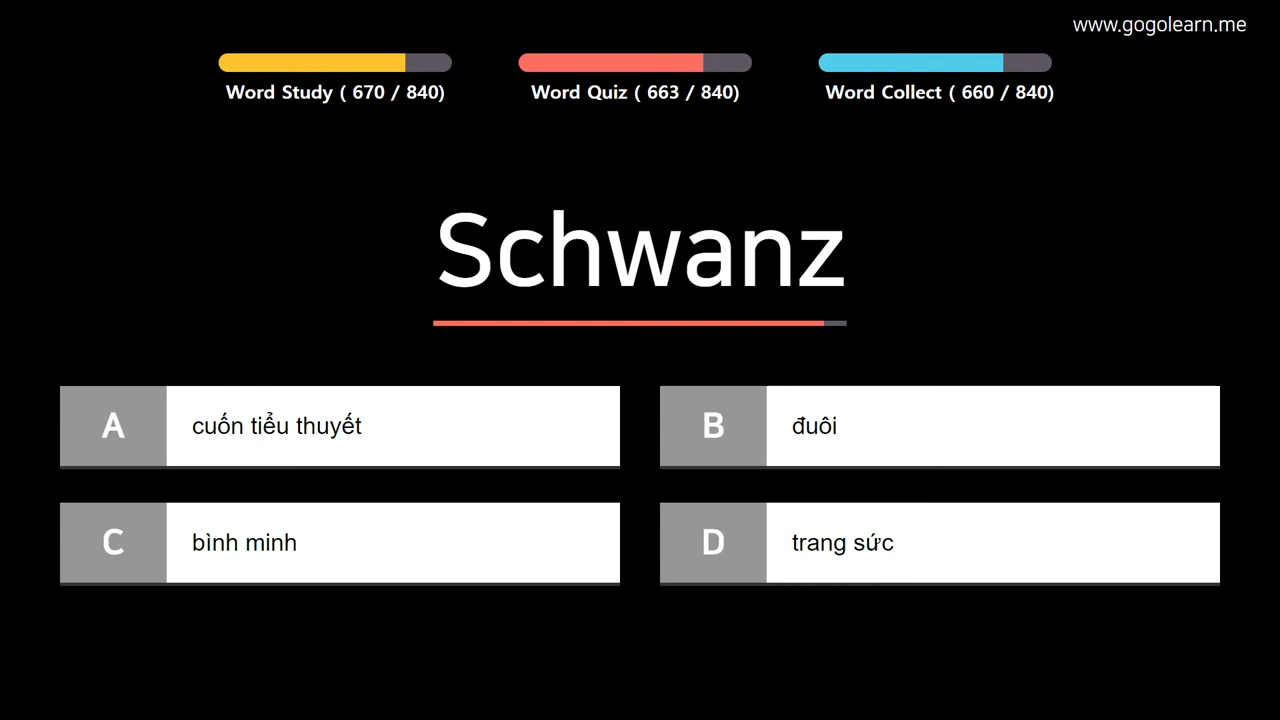 www.gogolearn.me
Word Study ( 670 / 840)
Word Quiz ( 663 / 840)
Word Collect ( 660 / 840)
Schwanz
A cuốn tiểu thuyết
B đuôi
C bình minh
D trang sức